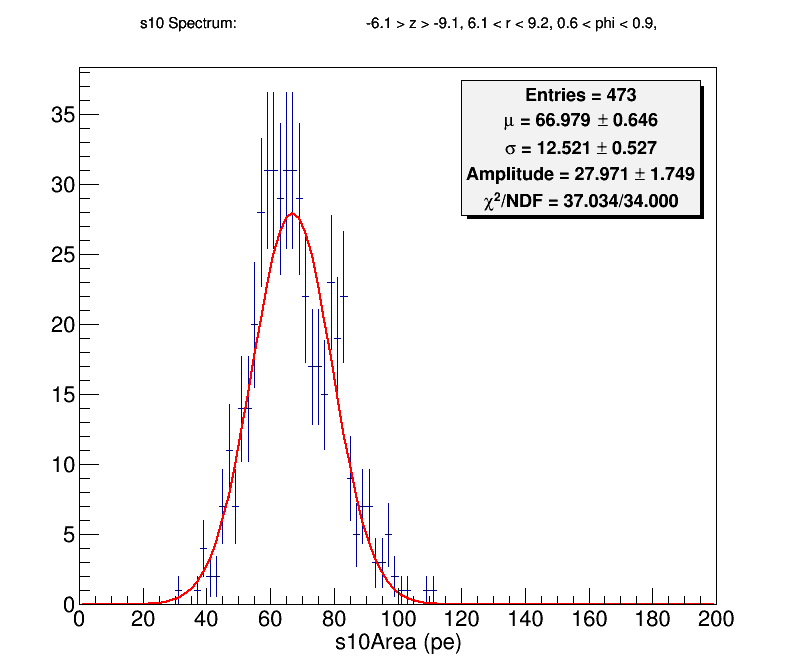 s10 Spectrum: -6.1 > z > -9.1, 6.1 < r < 9.2, 0.6 < phi < 0.9,
Entries = 473
μ = 66.979 ± 0.646
σ = 12.521 ± 0.527
Amplitude = 27.971 ± 1.749
χ²/NDF = 37.034/34.000
35
30
25
20
15
10
5
0
0 20 40 60 80 100 120 140 160 180 200
s10Area (pe)